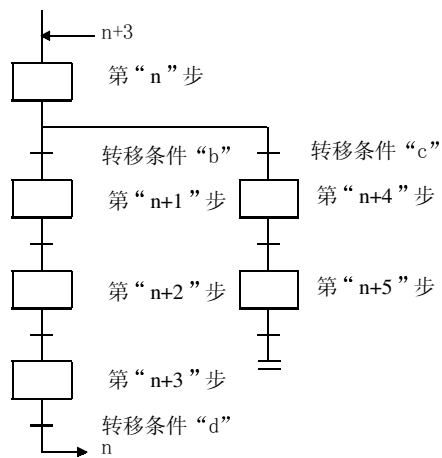 n+3
第“n”步
转移条件“b” 转移条件“c”
第“n+1”步 第“n+4”步
第“n+2”步 第“n+5”步
第“n+3”步
转移条件“d”
n